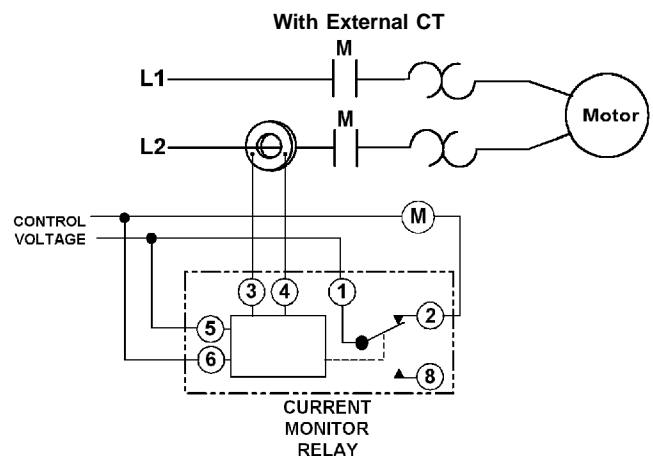 With External CT
M
L1
Motor
M
L2
CONTROL
VOLTAGE
M
3 4 1
2
5
6
8
CURRENT
MONITOR
RELAY